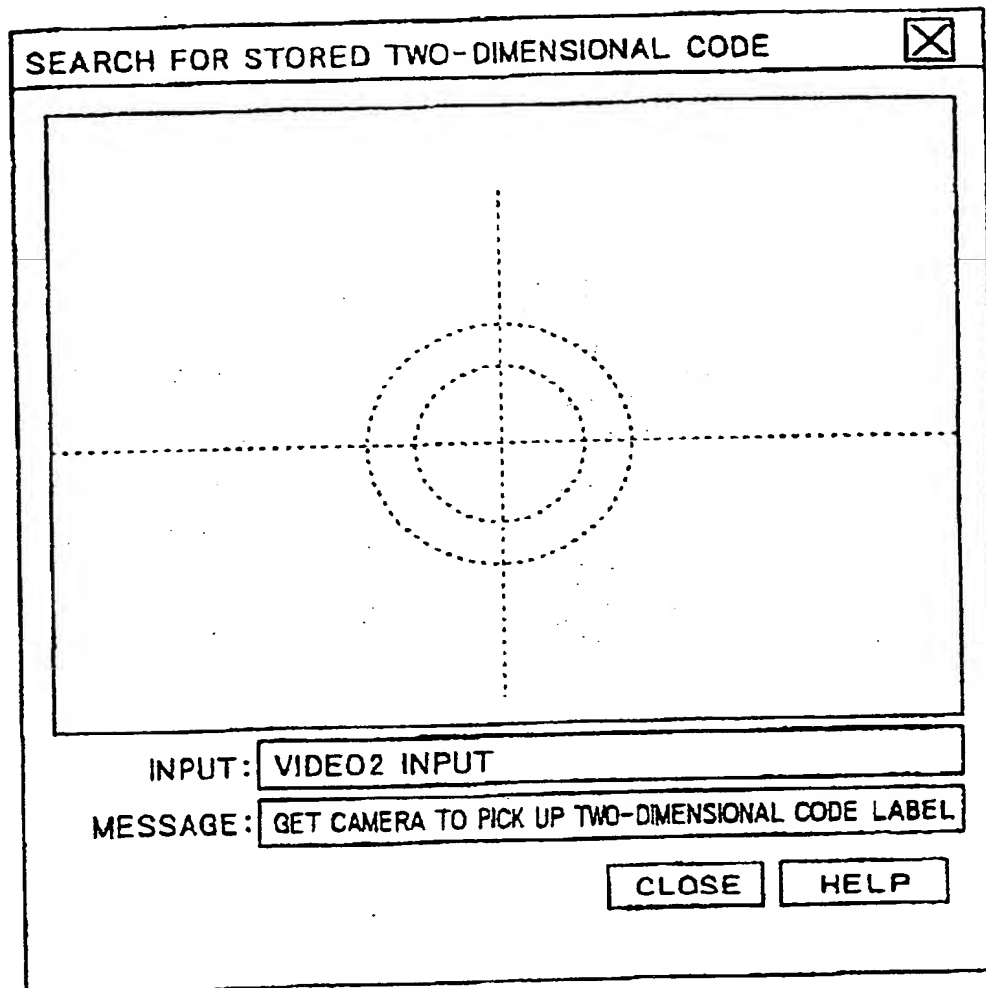 SEARCH FOR STORED TWO-DIMENSIONAL CODE
INPUT: VIDEO2 INPUT
MESSAGE: GET CAMERA TO PICK UP TWO-DIMENSIONAL CODE LABEL
CLOSE HELP